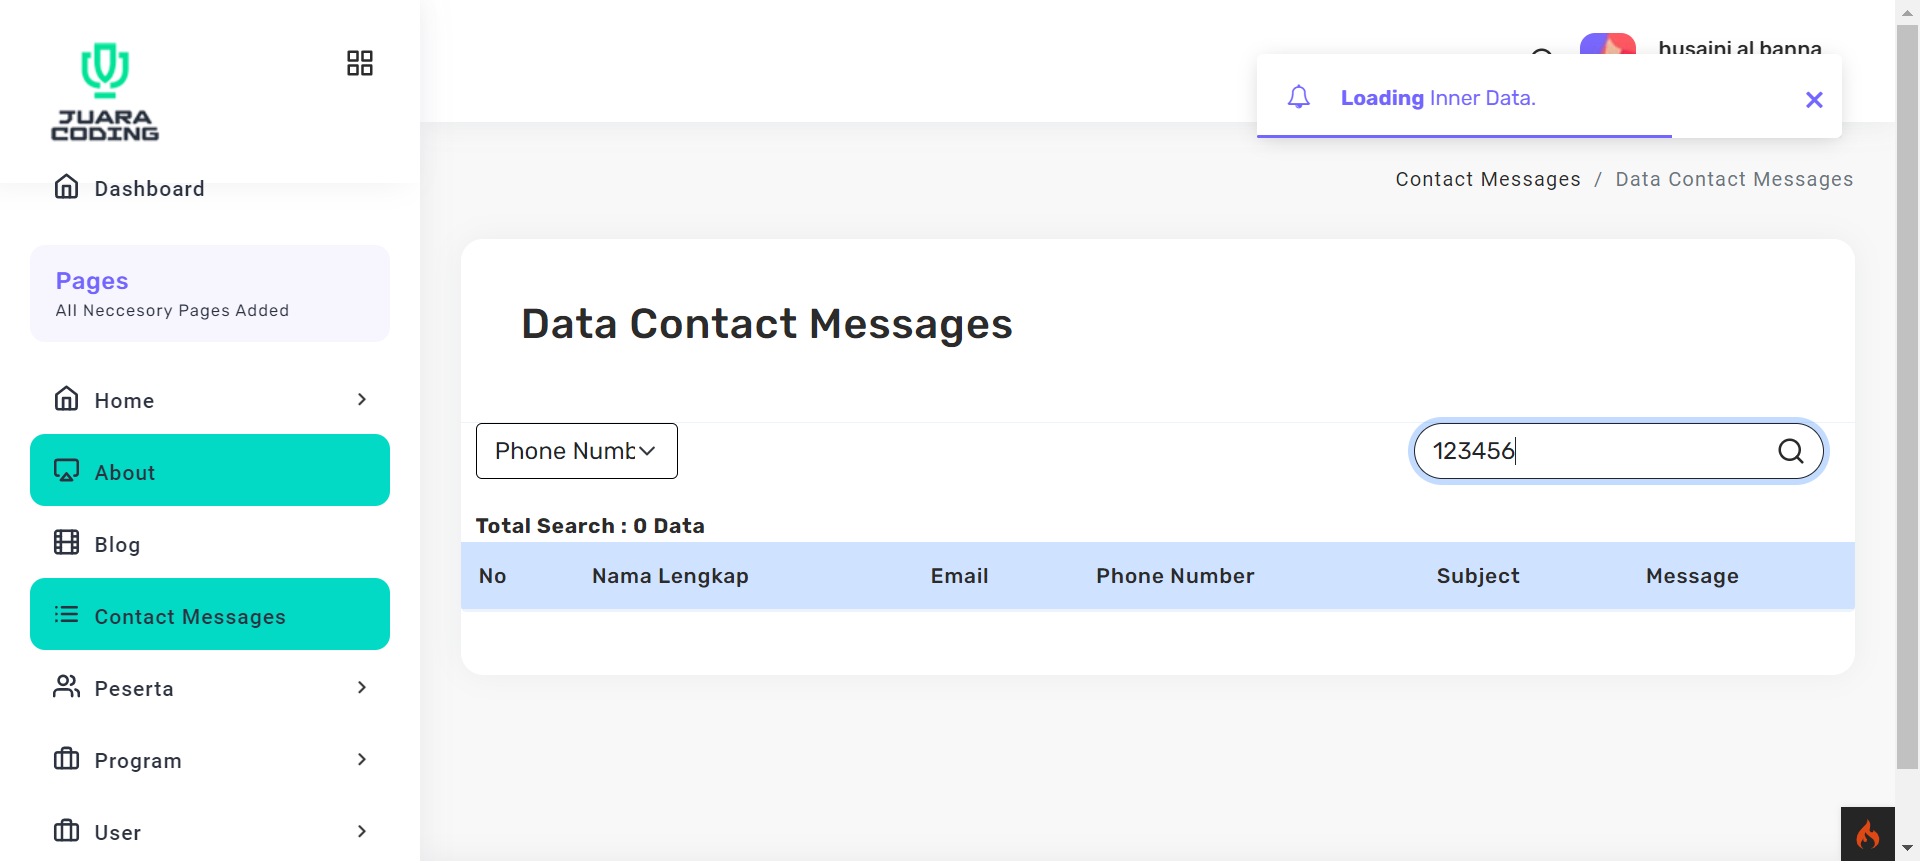 JUARA
CODING
husaini al banna
Loading Inner Data.
Dashboard
Contact Messages / Data Contact Messages
Pages
All Neccesory Pages Added
Data Contact Messages
Home
Phone Numb
123456
About
Total Search : 0 Data
Blog
No Nama Lengkap Email Phone Number Subject Message
Contact Messages
Peserta
Program
User